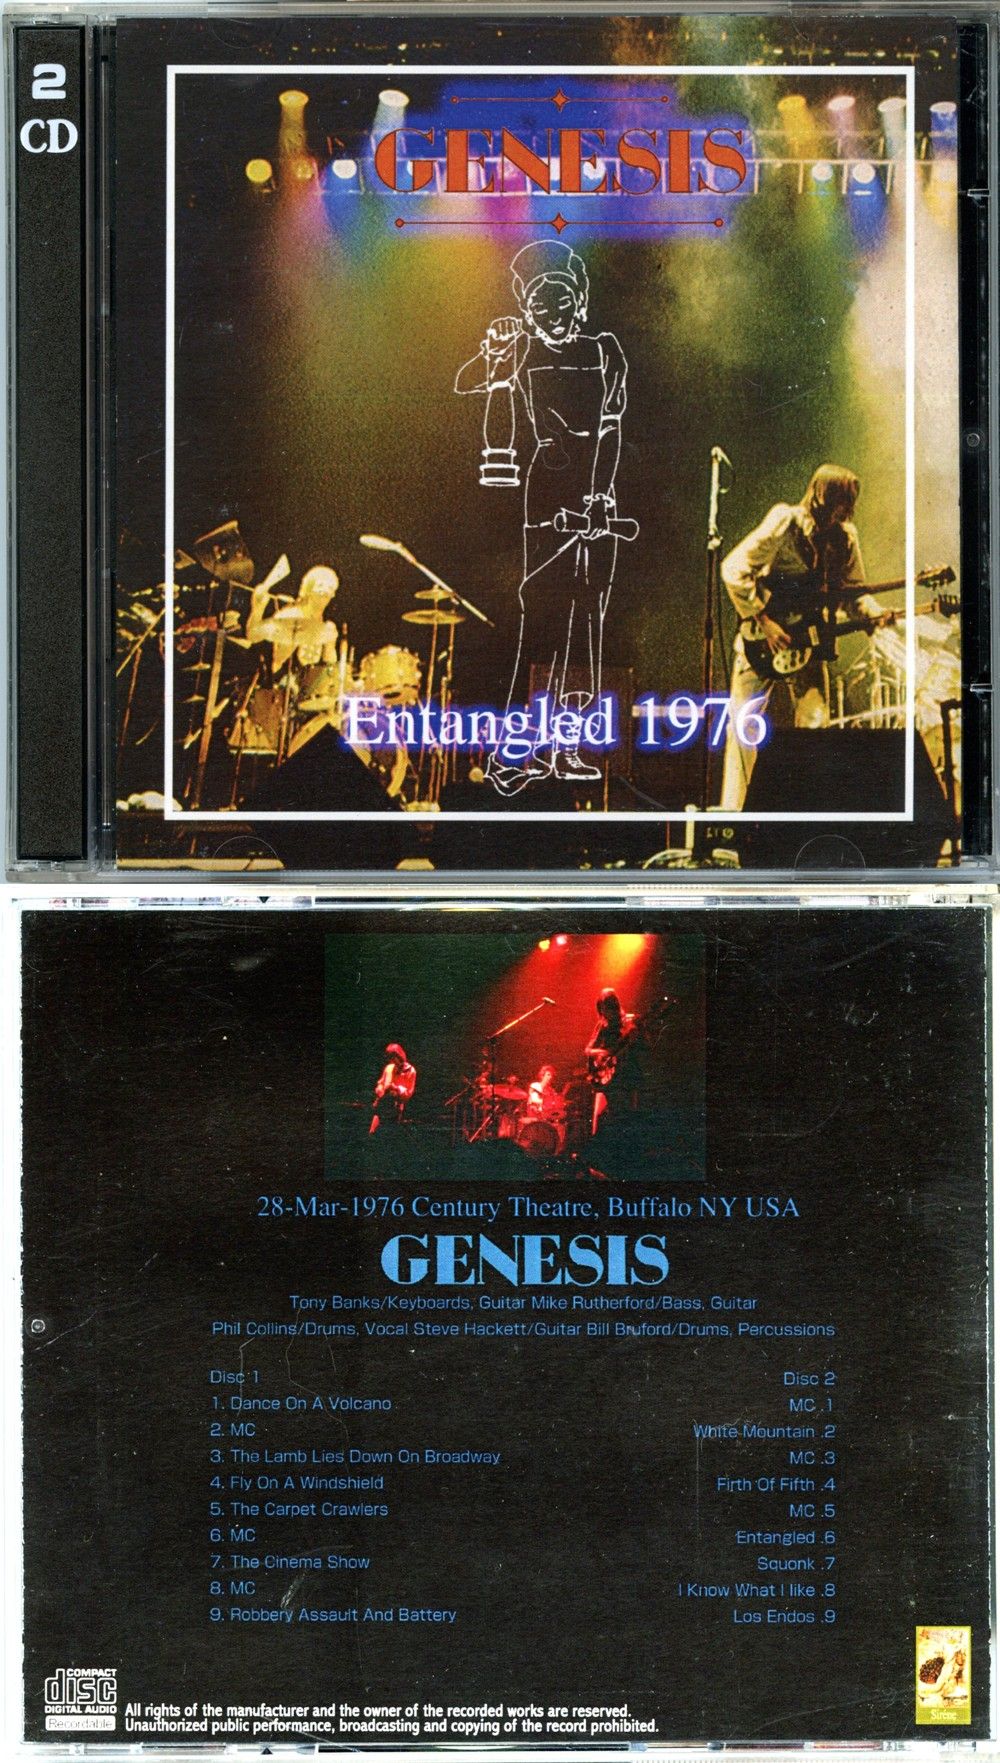 2
CD
GENESIS
Entangled 1976
28-Mar-1976 Century Theatre, Buffalo NY USA
GENESIS
Tony Banks/Keyboards, Guitar Mike Rutherford/Bass, Guitar
Phil Collins/Drums, Vocal Steve Hackett/Guitar Bill Bruford/Drums, Percussions
Disc 1
1. Dance On A Volcano
2. MC
3. The Lamb Lies Down On Broadway
4. Fly On A Windshield
5. The Carpet Crawlers
6. MC
7. The Cinema Show
8. MC
9. Robbery Assault And Battery
Disc 2
MC .1
White Mountain .2
MC .3
Firth Of Fifth .4
MC .5
Entangled .6
Squonk .7
I Know What I like .8
Los Endos .9
COMPACT
disc
DIGITAL AUDIO
Recordable
All rights of the manufacturer and the owner of the recorded works are reserved.
Unauthorized public performance, broadcasting and copying of the record prohibited.
Sirène